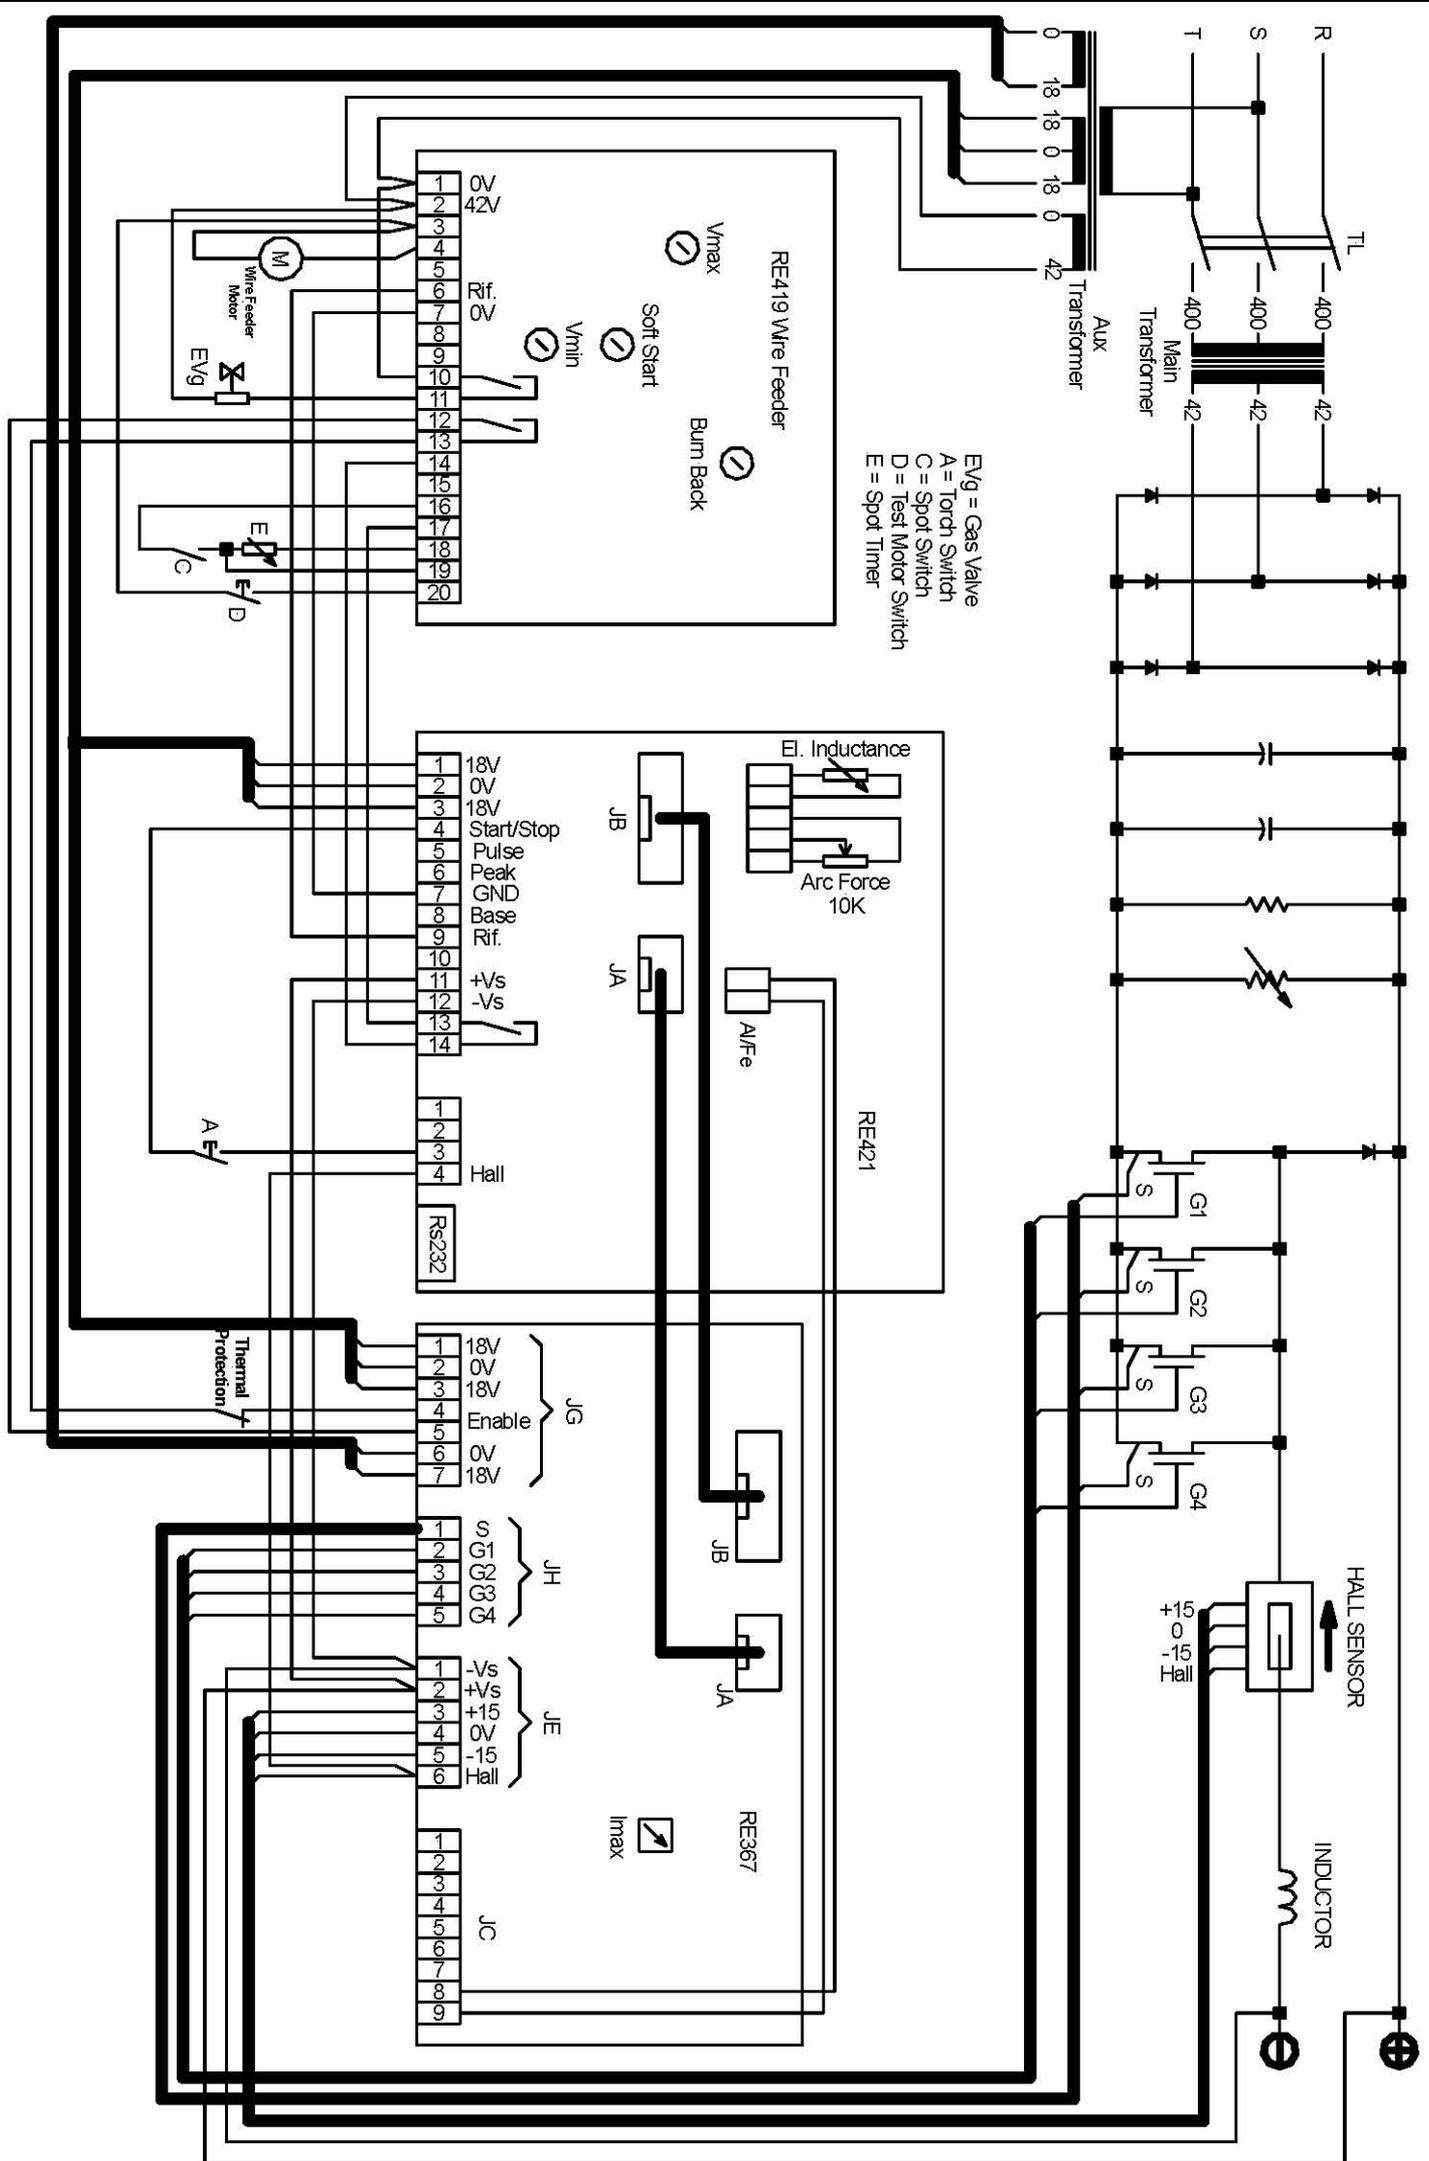 R
S
T
TL
0
18
18
0
18
0
42
Aux
Transformer
400
400
400
Main
Transformer
42
42
42
EVg = Gas Valve
A = Torch Switch
C = Spot Switch
D = Test Motor Switch
E = Spot Timer
RE419 Wire Feeder
Vmax
Soft Start
Vmin
Burn Back
1 0V
2 42V
3
4
5
6 Rif.
7 0V
8
9
10
11
12
13
14
15
16
17
18
19
20
M
Wire Feeder
Motor
EVg
E
C
D
El. Inductance
Arc Force
10K
JB
JA
Al/Fe
RE421
1 18V
2 0V
3 18V
4 Start/Stop
5 Pulse
6 Peak
7 GND
8 Base
9 Rif.
10
11 +Vs
12 -Vs
13
14
1
2
3
4 Hall
Rs232
A
Thermal
Protection
1 18V
2 0V
3 18V
4
Enable
5
6 0V
7 18V
JG
1 S
2 G1
3 G2
4 G3
5 G4
JH
1 -Vs
2 +Vs
3 +15
4 0V
5 -15
6 Hall
JE
1
2
3
4
5
6
7
8
9
JC
JB
JA
Imax
RE367
S
G1
S
G2
S
G3
S
G4
HALL SENSOR
+15
0
-15
Hall
INDUCTOR